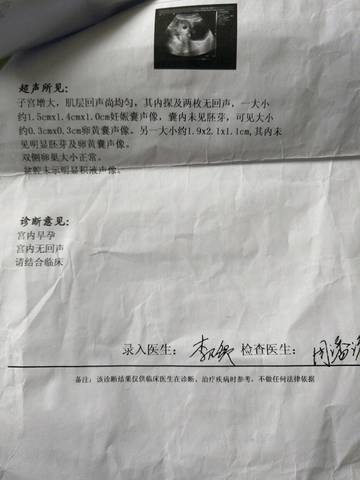 超声所见:
子宫增大，肌层回声尚均匀，其内探及两枚无回声，一大小
约1.5cmx1.4cmx1.0cm妊娠囊声像，囊内未见胚芽，可见大小
约0.3cmx0.3cm卵黄囊声像。另一大小约1.9x2.1x1.1cm,其内未
见明显胚芽及卵黄囊声像。
双侧卵巢大小正常。
盆腔未示明显积液声像。
诊断意见:
宫内早孕
宫内无回声
请结合临床
录入医生: 检查医生:
备注: 该诊断结果仅供临床医生在诊断、治疗疾病时参考，不做任何法律依据